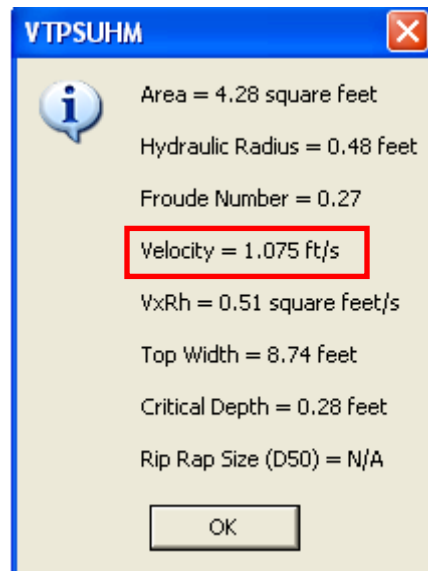 VTPSUHM
Area = 4.28 square feet
Hydraulic Radius = 0.48 feet
Froude Number = 0.27
Velocity = 1.075 ft/s
VxRh = 0.51 square feet/s
Top Width = 8.74 feet
Critical Depth = 0.28 feet
Rip Rap Size (D50) = N/A
OK